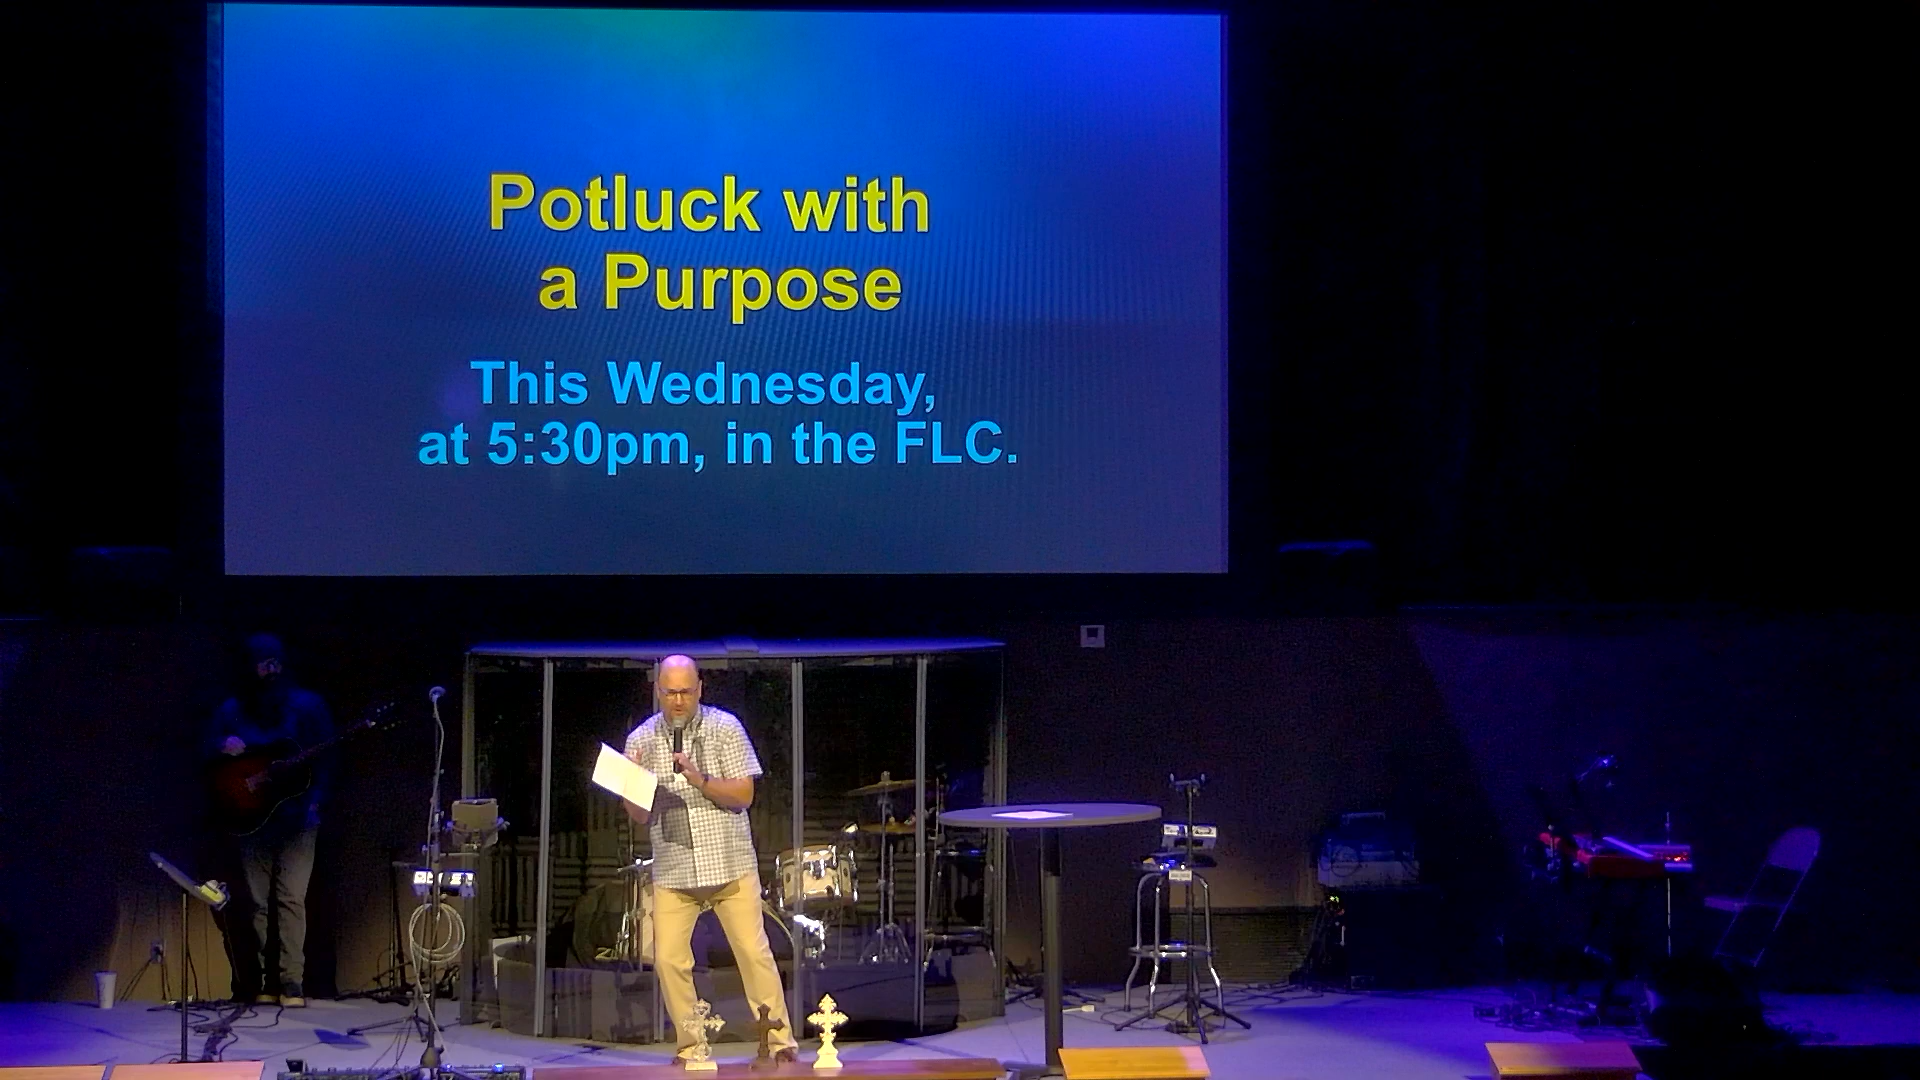 Potluck with
a Purpose
This Wednesday,
at 5:30pm, in the FLC.